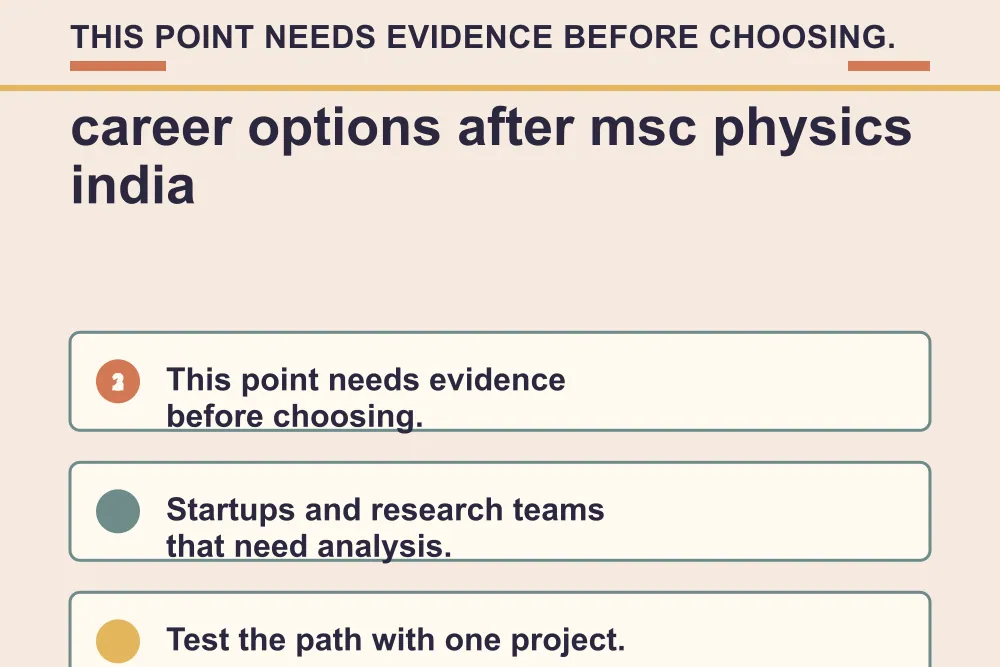 THIS POINT NEEDS EVIDENCE BEFORE CHOOSING.
career options after msc physics
india
This point needs evidence
before choosing.
Startups and research teams
that need analysis.
Test the path with one project.